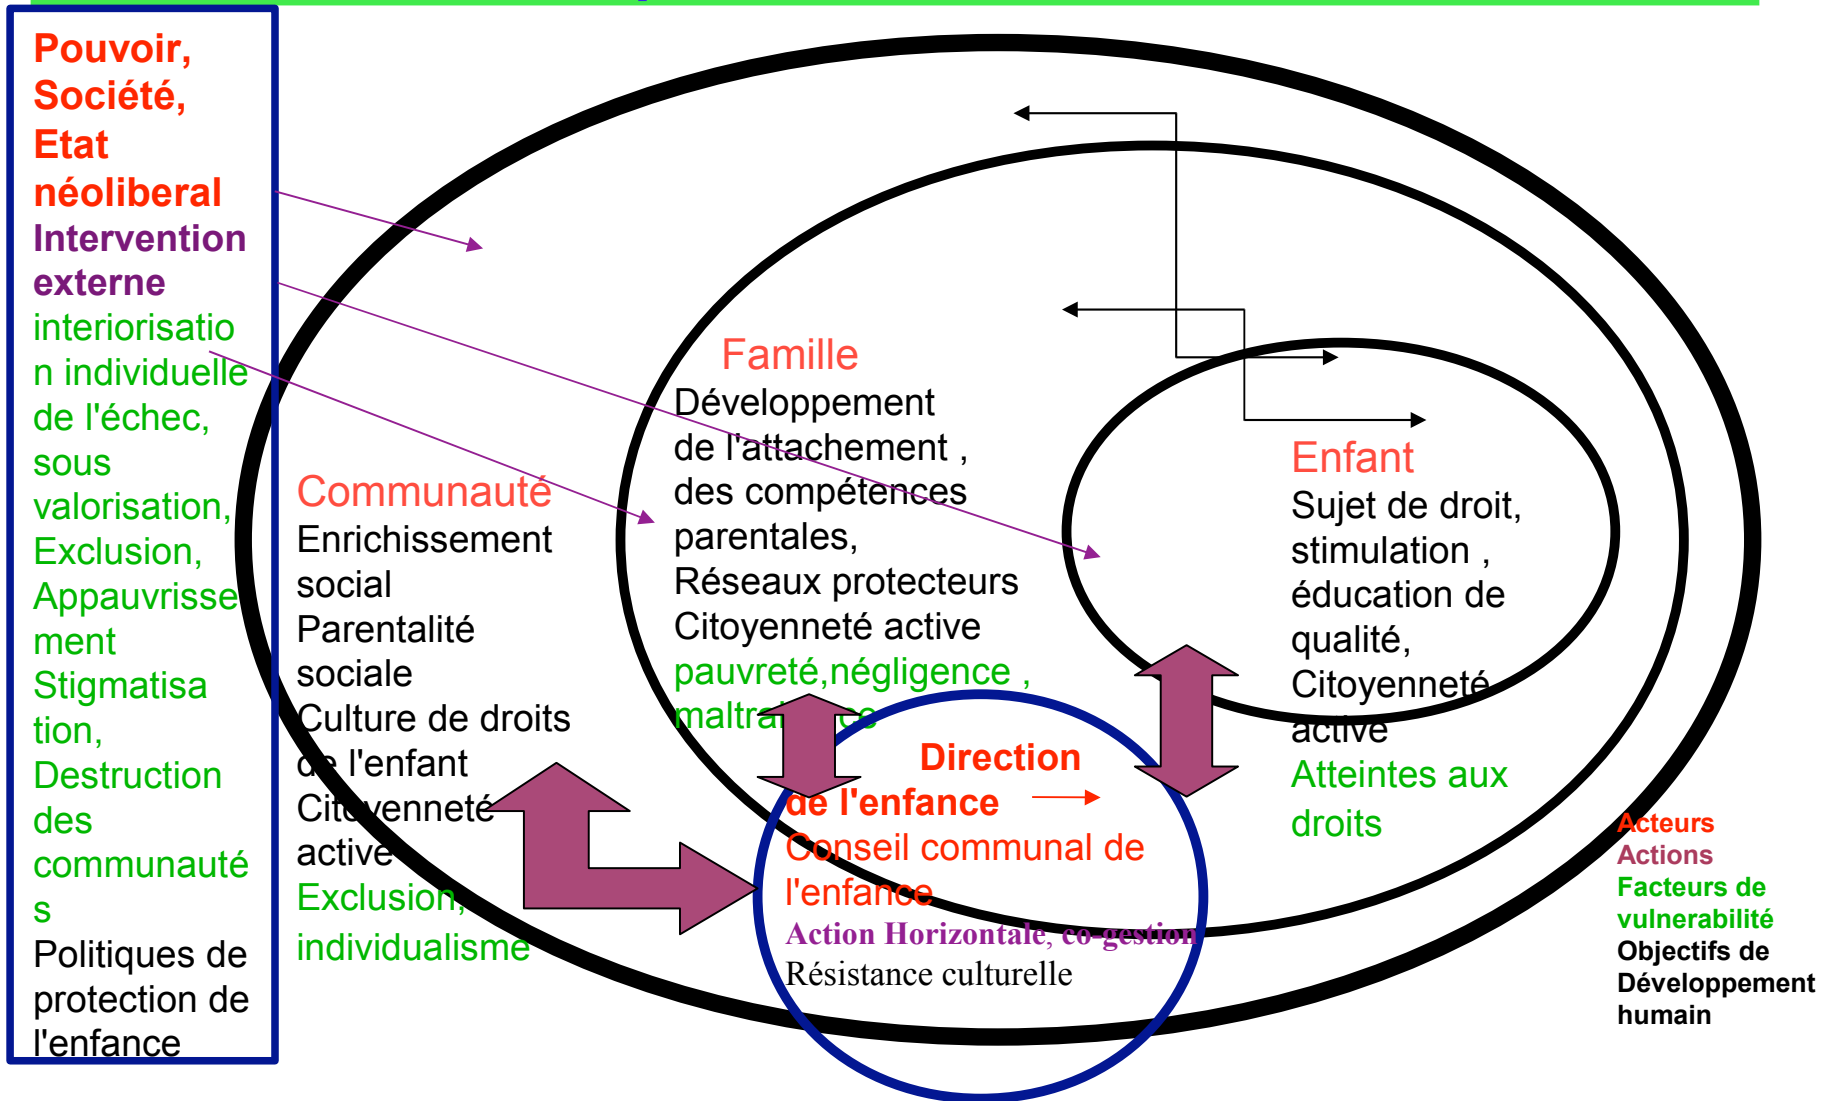 Pouvoir,
Société,
Etat
néoliberal
Intervention
externe
interiorisatio
n individuelle
de l'échec,
sous
valorisation,
Exclusion,
Appauvrisse
ment
Stigmatisa
tion,
Destruction
des
communauté
s
Politiques de
protection de
l'enfance
Communauté
Enrichissement
social
Parentalité
sociale
Culture de droits
de l'enfant
Citoyenneté
active
Exclusion,
individualisme
Famille
Développement
de l'attachement ,
des compétences
parentales,
Réseaux protecteurs
Citoyenneté active
pauvreté,négligence ,
maltraitance
Enfant
Sujet de droit,
stimulation ,
éducation de
qualité,
Citoyenneté
active
Atteintes aux
droits
Direction
de l'enfance
Conseil communal de
l'enfance
Action Horizontale, co-gestion
Résistance culturelle
Acteurs
Actions
Facteurs de
vulnerabilité
Objectifs de
Développement
humain